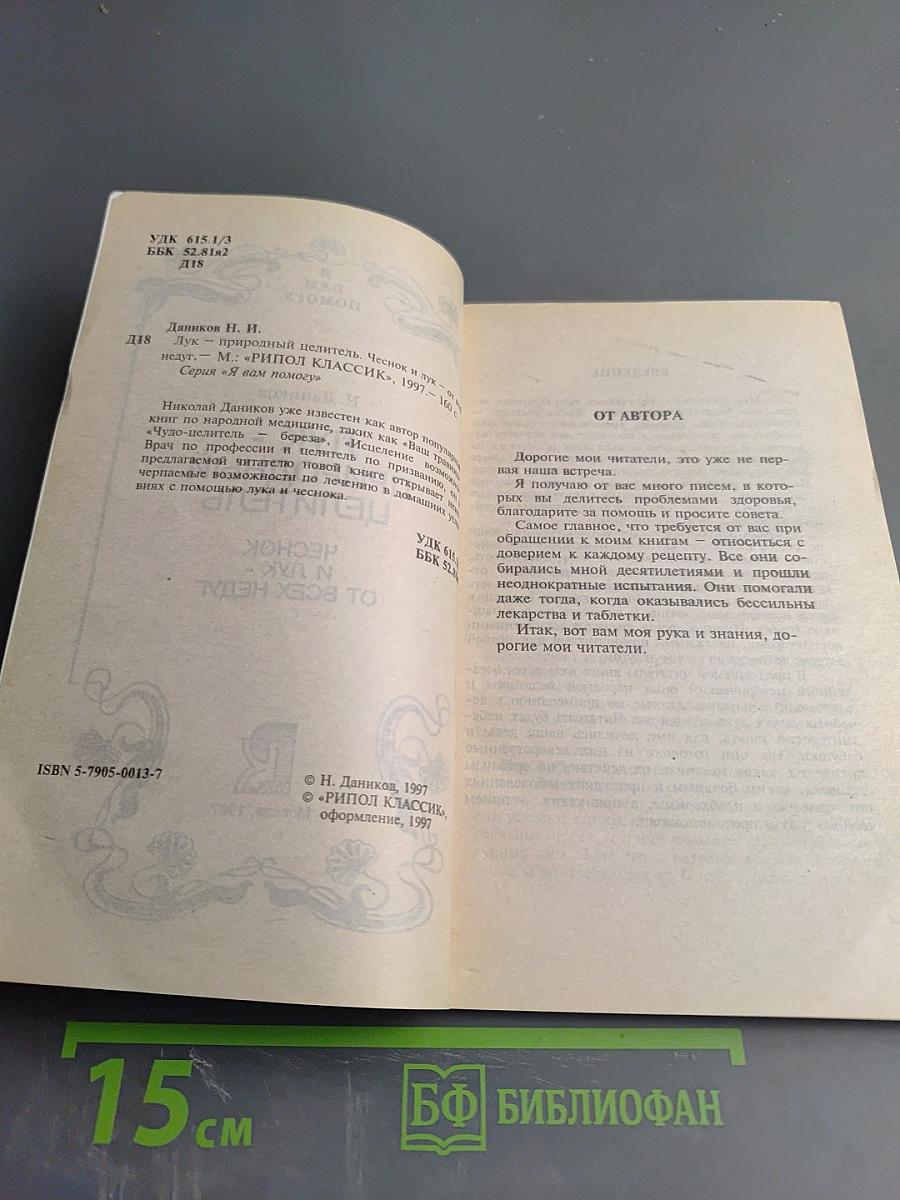 УДК 615.1/3
ББК 52.81я2
Д18
Даников Н. И.
Д18 Лук – природный целитель. Чеснок и лук – от
недуг. – М.: «РИПОЛ КЛАССИК», 1997. – 160 с.
Серия «Я вам помогу»
Николай Даников уже известен как автор
книг по народной медицине, таких как «Ваш
«Чудо-целитель — береза», «Исцеление
Врач по профессии и целитель по призванию, он
предлагаемой читателю новой книге открывает
черпаемые возможности по лечению в домашних
виях с помощью лука и чеснока.
УДК 615
ББК 52.8
ISBN 5-7905-0013-7
© Н. Даников, 1997
© «РИПОЛ КЛАССИК»,
оформление, 1997
ОТ АВТОРА
Дорогие мои читатели, это уже не пер-
вая наша встреча.
Я получаю от вас много писем, в кото-
рых вы делитесь проблемами здоровья,
благодарите за помощь и просите совета.
Самое главное, что требуется от вас при
обращении к моим книгам – относиться с
доверием к каждому рецепту. Все они со-
бирались мной десятилетиями и прошли
неоднократные испытания. Они помогали
даже тогда, когда оказывались бессильны
лекарства и таблетки.
Итак, вот вам моя рука и знания, до-
рогие мои читатели.
15 см
БФ БИБЛИОФАН